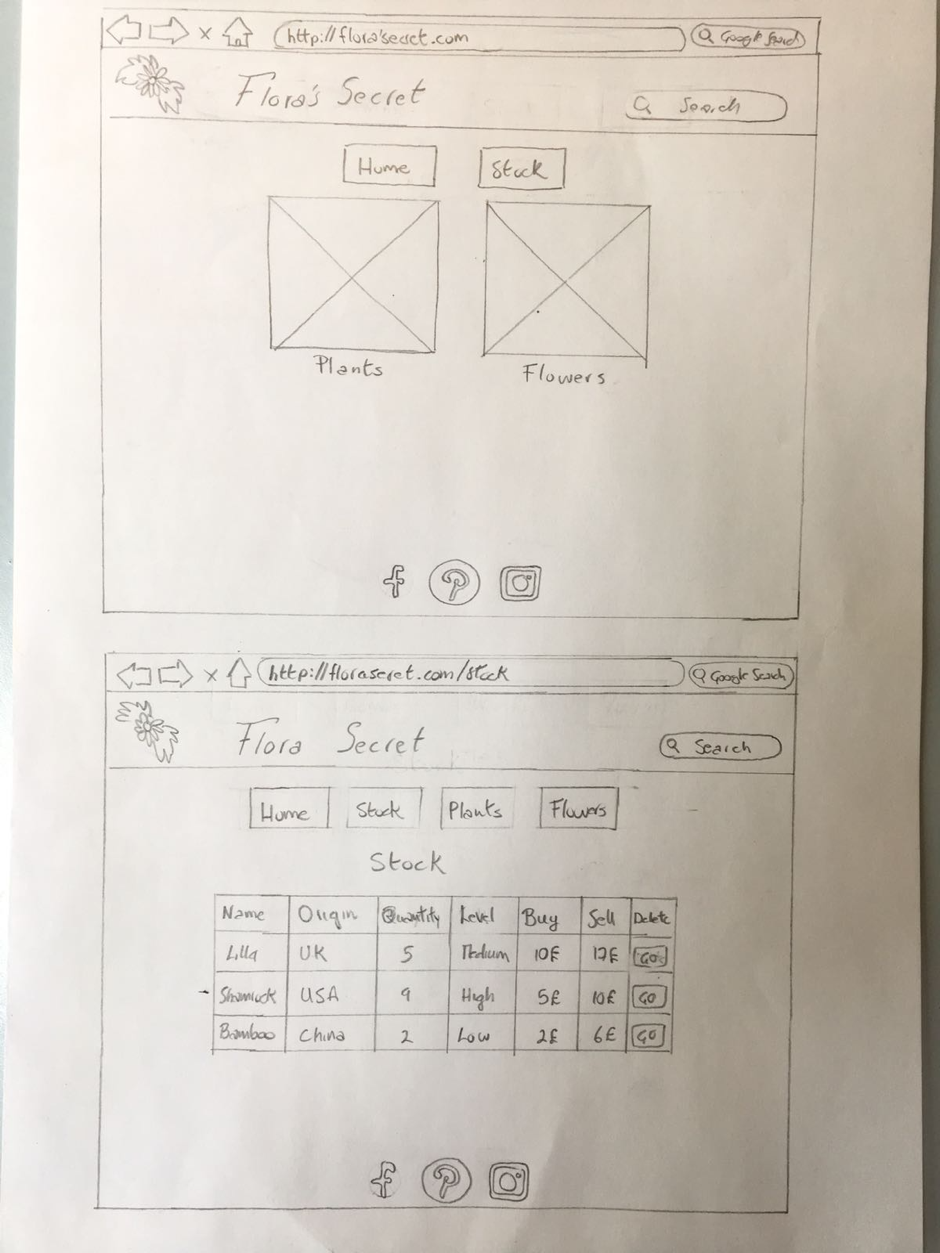 http://flora'secret.com Google Search
Flora's Secret
Search
Home Stock
Plants Flowers
http://florasecret.com/stock Google Search
Flora Secret
Search
Home Stock Plants Flowers
Stock
Name Origin Quantity Level Buy Sell Delete
Lilla UK 5 Medium 10£ 17£ GO
Shamrock USA 9 High 5£ 10£ GO
Bamboo China 2 Low 2£ 6£ GO